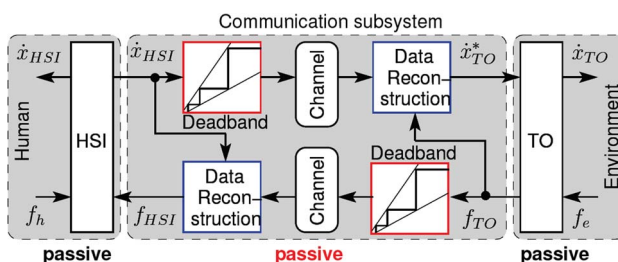 Communication subsystem
ẋ_HSI
ẋ_HSI
ẋ*_TO
ẋ_TO
Human
HSI
Deadband
Channel
Data
Recon-
struction
TO
Environment
Data
Recon-
struction
Channel
Deadband
f_h
f_HSI
f_TO
f_e
passive
passive
passive